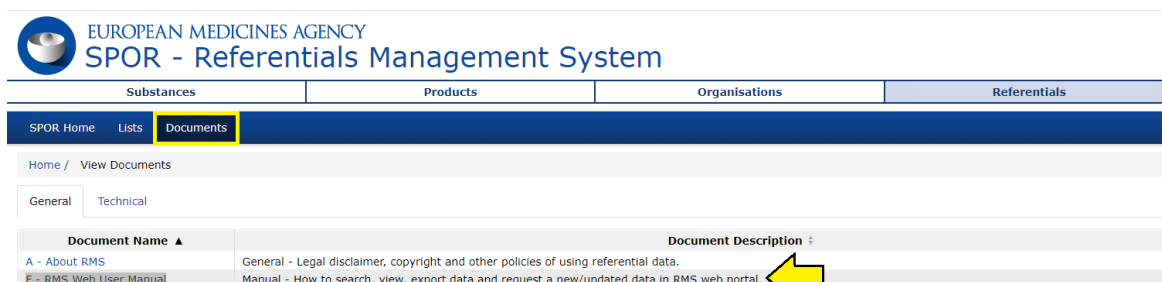 EUROPEAN MEDICINES AGENCY
SPOR - Referentials Management System
Substances Products Organisations Referentials
SPOR Home Lists Documents
Home / View Documents
General Technical
Document Name ▲ Document Description
A - About RMS General - Legal disclaimer, copyright and other policies of using referential data.
E - RMS Web User Manual Manual - How to search, view, export data and request a new/updated data in RMS web portal.